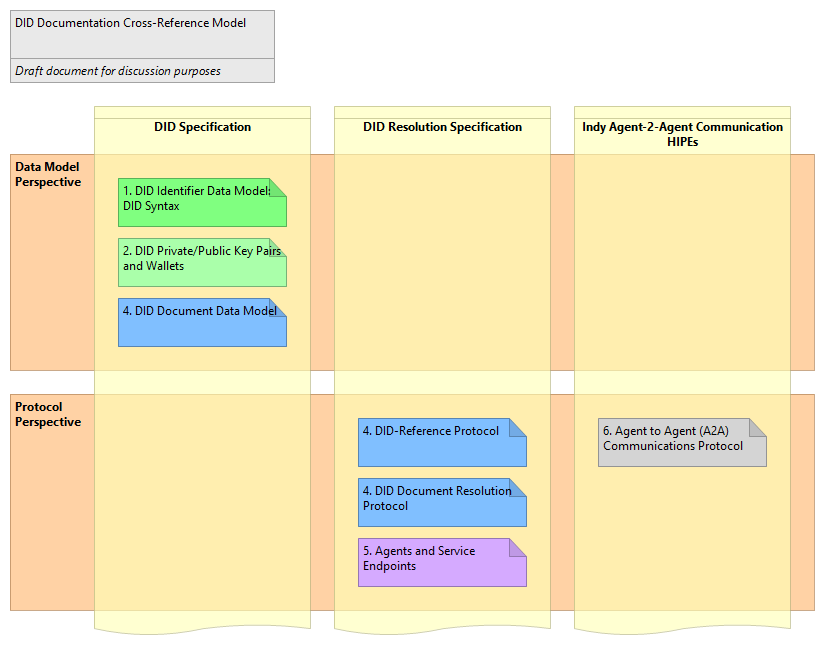 DID Documentation Cross-Reference Model
Draft document for discussion purposes
DID Specification
DID Resolution Specification
Indy Agent-2-Agent Communication
HIPEs
Data Model
Perspective
1. DID Identifier Data Model:
DID Syntax
2. DID Private/Public Key Pairs
and Wallets
4. DID Document Data Model
Protocol
Perspective
4. DID-Reference Protocol
4. DID Document Resolution
Protocol
5. Agents and Service
Endpoints
6. Agent to Agent (A2A)
Communications Protocol